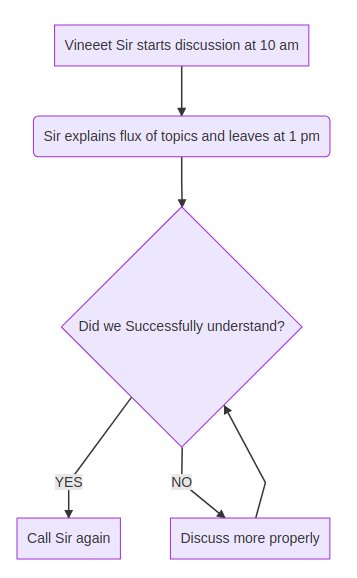 Vineeet Sir starts discussion at 10 am
Sir explains flux of topics and leaves at 1 pm
Did we Successfully understand?
YES
NO
Call Sir again
Discuss more properly